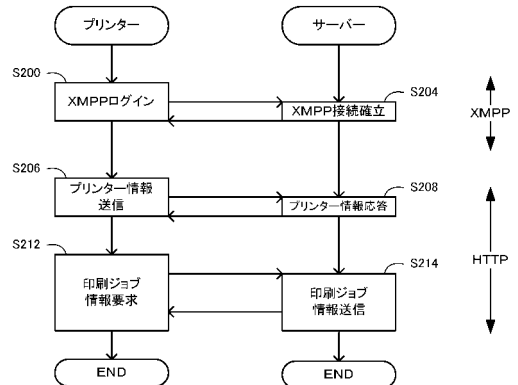 プリンター
サーバー
S200
XMPPログイン
S204
XMPP接続確立
XMPP
S206
プリンター情報
送信
S208
プリンター情報応答
S212
印刷ジョブ
情報要求
S214
印刷ジョブ
情報送信
HTTP
END
END